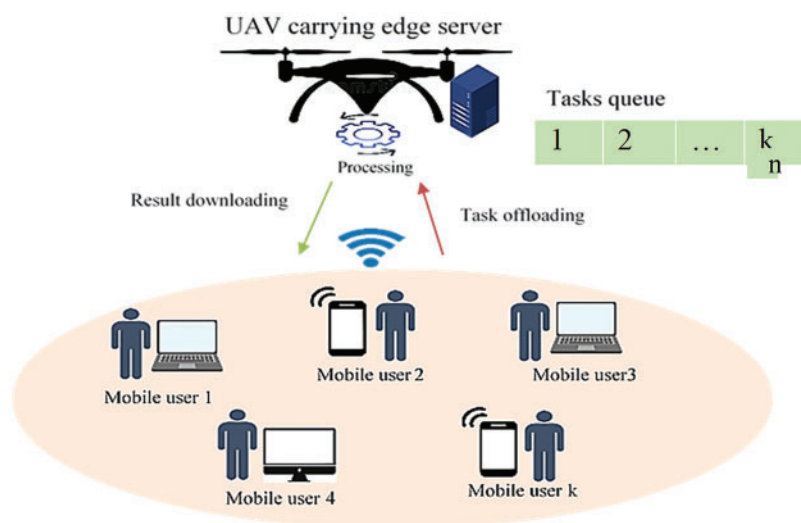 UAV carrying edge server
Tasks queue
1 2 ... k
n
Processing
Result downloading
Task offloading
Mobile user 1
Mobile user 2
Mobile user3
Mobile user 4
Mobile user k